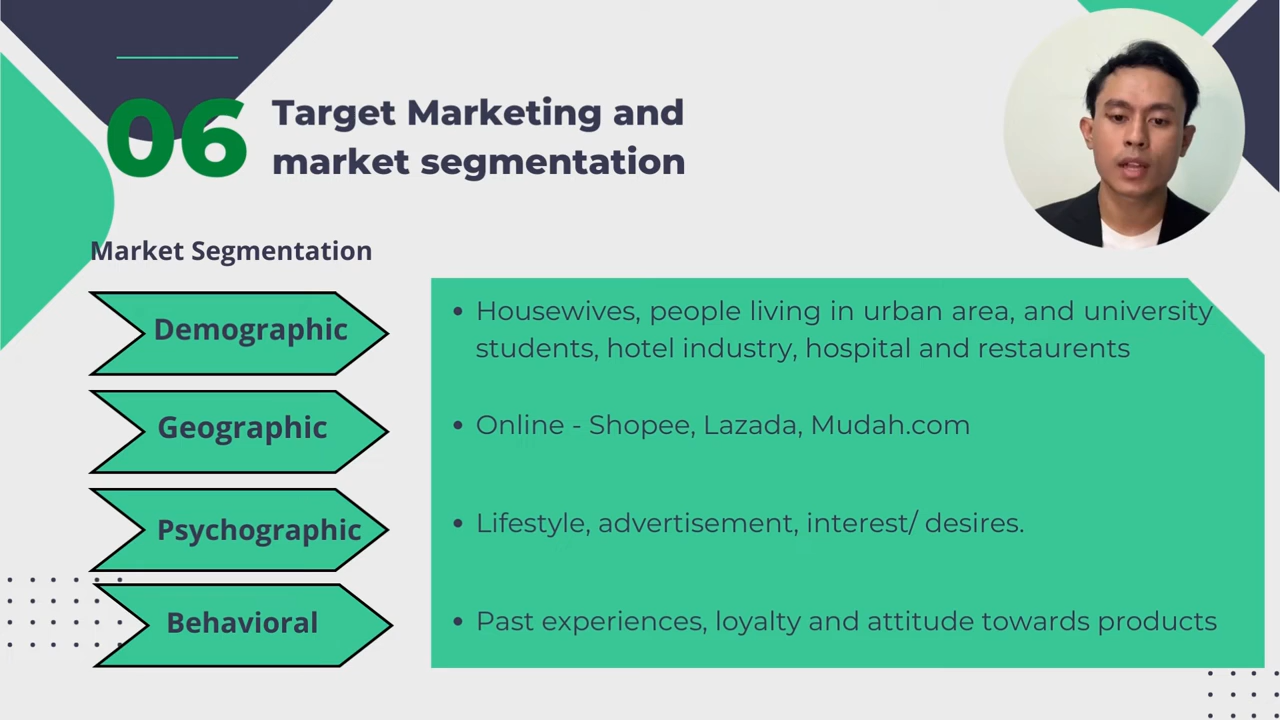 06
Target Marketing and
market segmentation
Market Segmentation
Demographic
• Housewives, people living in urban area, and university
students, hotel industry, hospital and restaurents
Geographic
• Online - Shopee, Lazada, Mudah.com
Psychographic
• Lifestyle, advertisement, interest/ desires.
Behavioral
• Past experiences, loyalty and attitude towards products